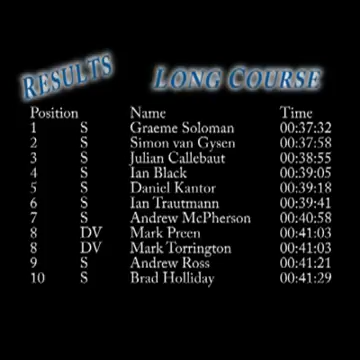 RESULTS LONG COURSE
Position Name Time
1 S Graeme Soloman 00:37:32
2 S Simon van Gysen 00:37:58
3 S Julian Callebaut 00:38:55
4 S Ian Black 00:39:05
5 S Daniel Kantor 00:39:18
6 S Ian Trautmann 00:39:41
7 S Andrew McPherson 00:40:58
8 DV Mark Preen 00:41:03
8 DV Mark Torrington 00:41:03
9 S Andrew Ross 00:41:21
10 S Brad Holliday 00:41:29